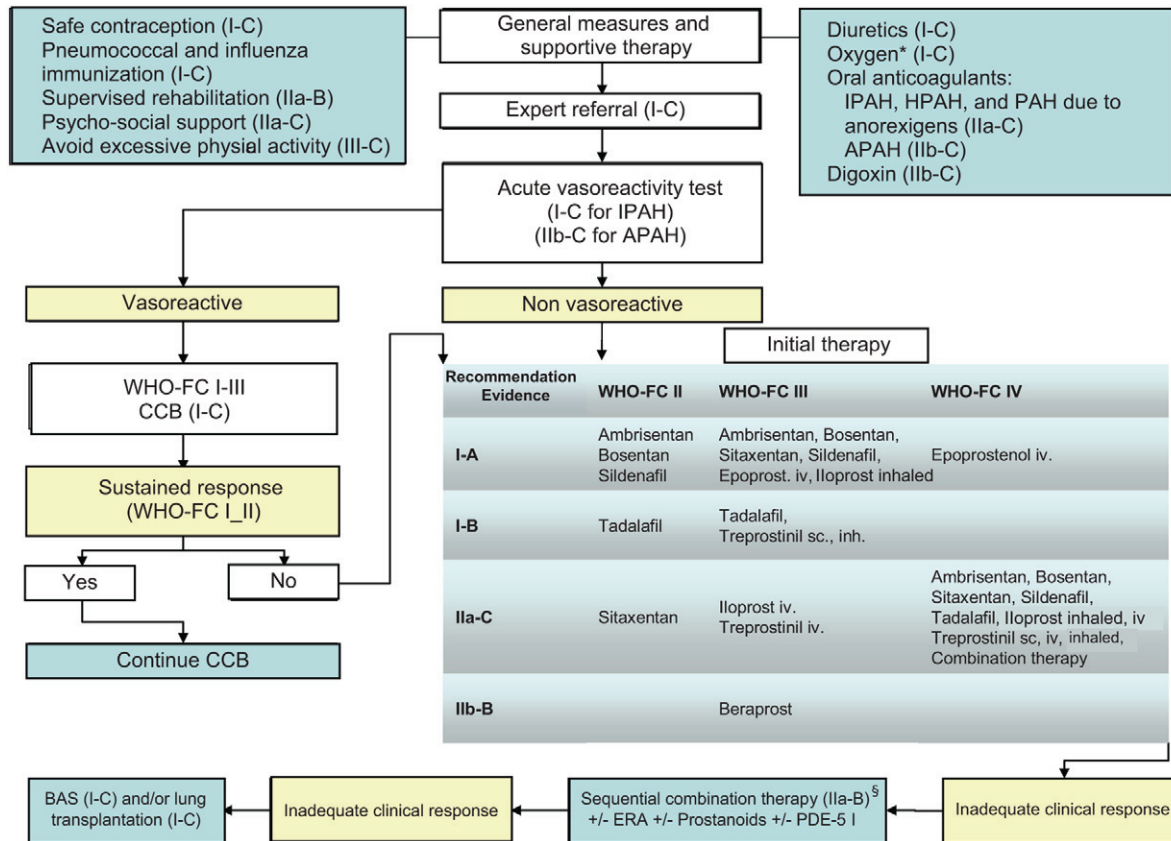 Safe contraception (I-C)
Pneumococcal and influenza
immunization (I-C)
Supervised rehabilitation (IIa-B)
Psycho-social support (IIa-C)
Avoid excessive physial activity (III-C)
General measures and
supportive therapy
Diuretics (I-C)
Oxygen* (I-C)
Oral anticoagulants:
IPAH, HPAH, and PAH due to
anorexigens (IIa-C)
APAH (IIb-C)
Digoxin (IIb-C)
Expert referral (I-C)
Acute vasoreactivity test
(I-C for IPAH)
(IIb-C for APAH)
Vasoreactive
Non vasoreactive
WHO-FC I-III
CCB (I-C)
Sustained response
(WHO-FC I_II)
Yes
No
Continue CCB
Initial therapy
Recommendation
Evidence
WHO-FC II
WHO-FC III
WHO-FC IV
I-A
Ambrisentan
Bosentan
Sildenafil
Ambrisentan, Bosentan,
Sitaxentan, Sildenafil,
Epoprost. iv, Iloprost inhaled
Epoprostenol iv.
I-B
Tadalafil
Tadalafil,
Treprostinil sc., inh.
IIa-C
Sitaxentan
Iloprost iv.
Treprostinil iv.
Ambrisentan, Bosentan,
Sitaxentan, Sildenafil,
Tadalafil, Iloprost inhaled, iv
Treprostinil sc, iv, inhaled,
Combination therapy
IIb-B
Beraprost
BAS (I-C) and/or lung
transplantation (I-C)
Inadequate clinical response
Sequential combination therapy (IIa-B)§
+/- ERA +/- Prostanoids +/- PDE-5 I
Inadequate clinical response